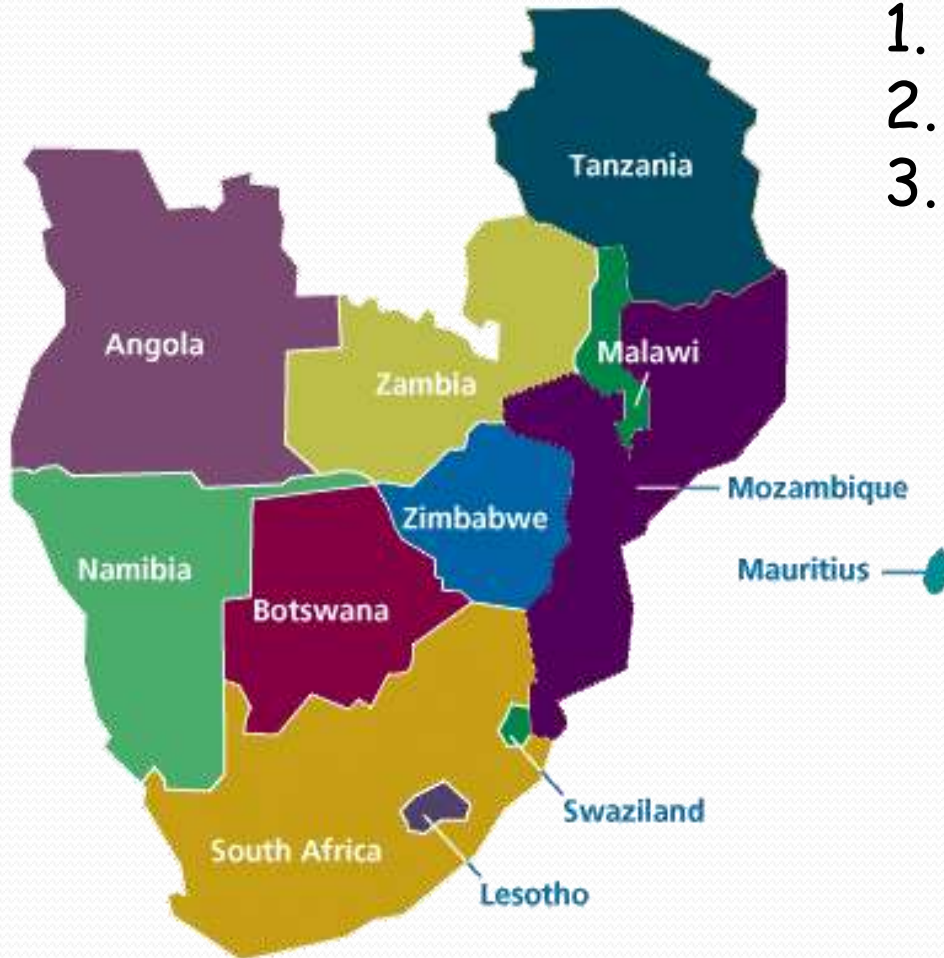 1.
2.
3.
Tanzania
Angola
Malawi
Zambia
Mozambique
Zimbabwe
Namibia
Mauritius
Botswana
Swaziland
South Africa
Lesotho